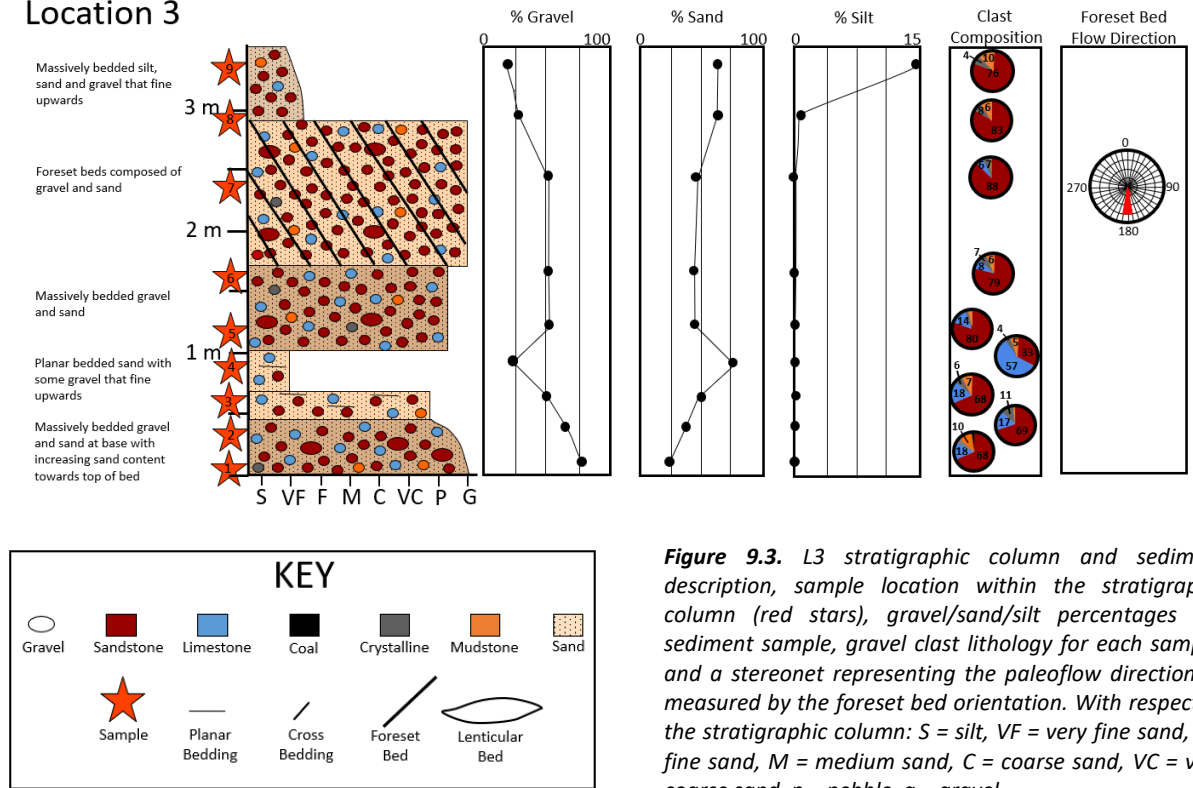 Location 3
% Gravel
% Sand
% Silt
Clast
Composition
Foreset Bed
Flow Direction
0 100
0 100
0 15
Massively bedded silt,
sand and gravel that fine
upwards
Foreset beds composed of
gravel and sand
Massively bedded gravel
and sand
Planar bedded sand with
some gravel that fine
upwards
Massively bedded gravel
and sand at base with
increasing sand content
towards top of bed
3 m
2 m
1 m
9
8
7
6
5
4
3
2
1
S VF F M C VC P G
4 10
76
6
83
6 7
88
7 6
8
79
14
80
4 5
33
57
6 7
18 68
11
17
69
10
18
68
0
270 90
180
KEY
Gravel Sandstone Limestone Coal Crystalline Mudstone Sand
Sample Planar Bedding Cross Bedding Foreset Bed Lenticular Bed
Figure 9.3. L3 stratigraphic column and
description, sample location within the
column (red stars), gravel/sand/silt percentages
sediment sample, gravel clast lithology for each
and a stereonet representing the paleoflow direction
measured by the foreset bed orientation. With respect
the stratigraphic column: S = silt, VF = very fine sand,
fine sand, M = medium sand, C = coarse sand, VC =